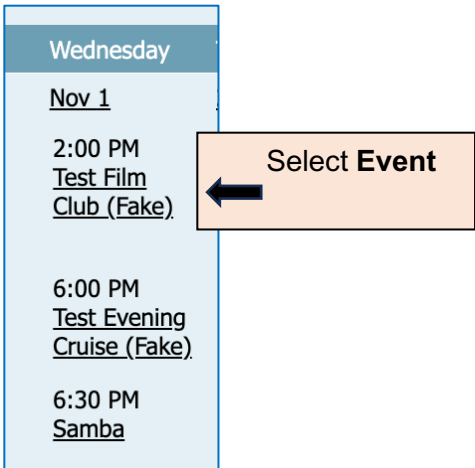 Wednesday
Nov 1
2:00 PM
Test Film
Club (Fake)
Select Event
6:00 PM
Test Evening
Cruise (Fake)
6:30 PM
Samba